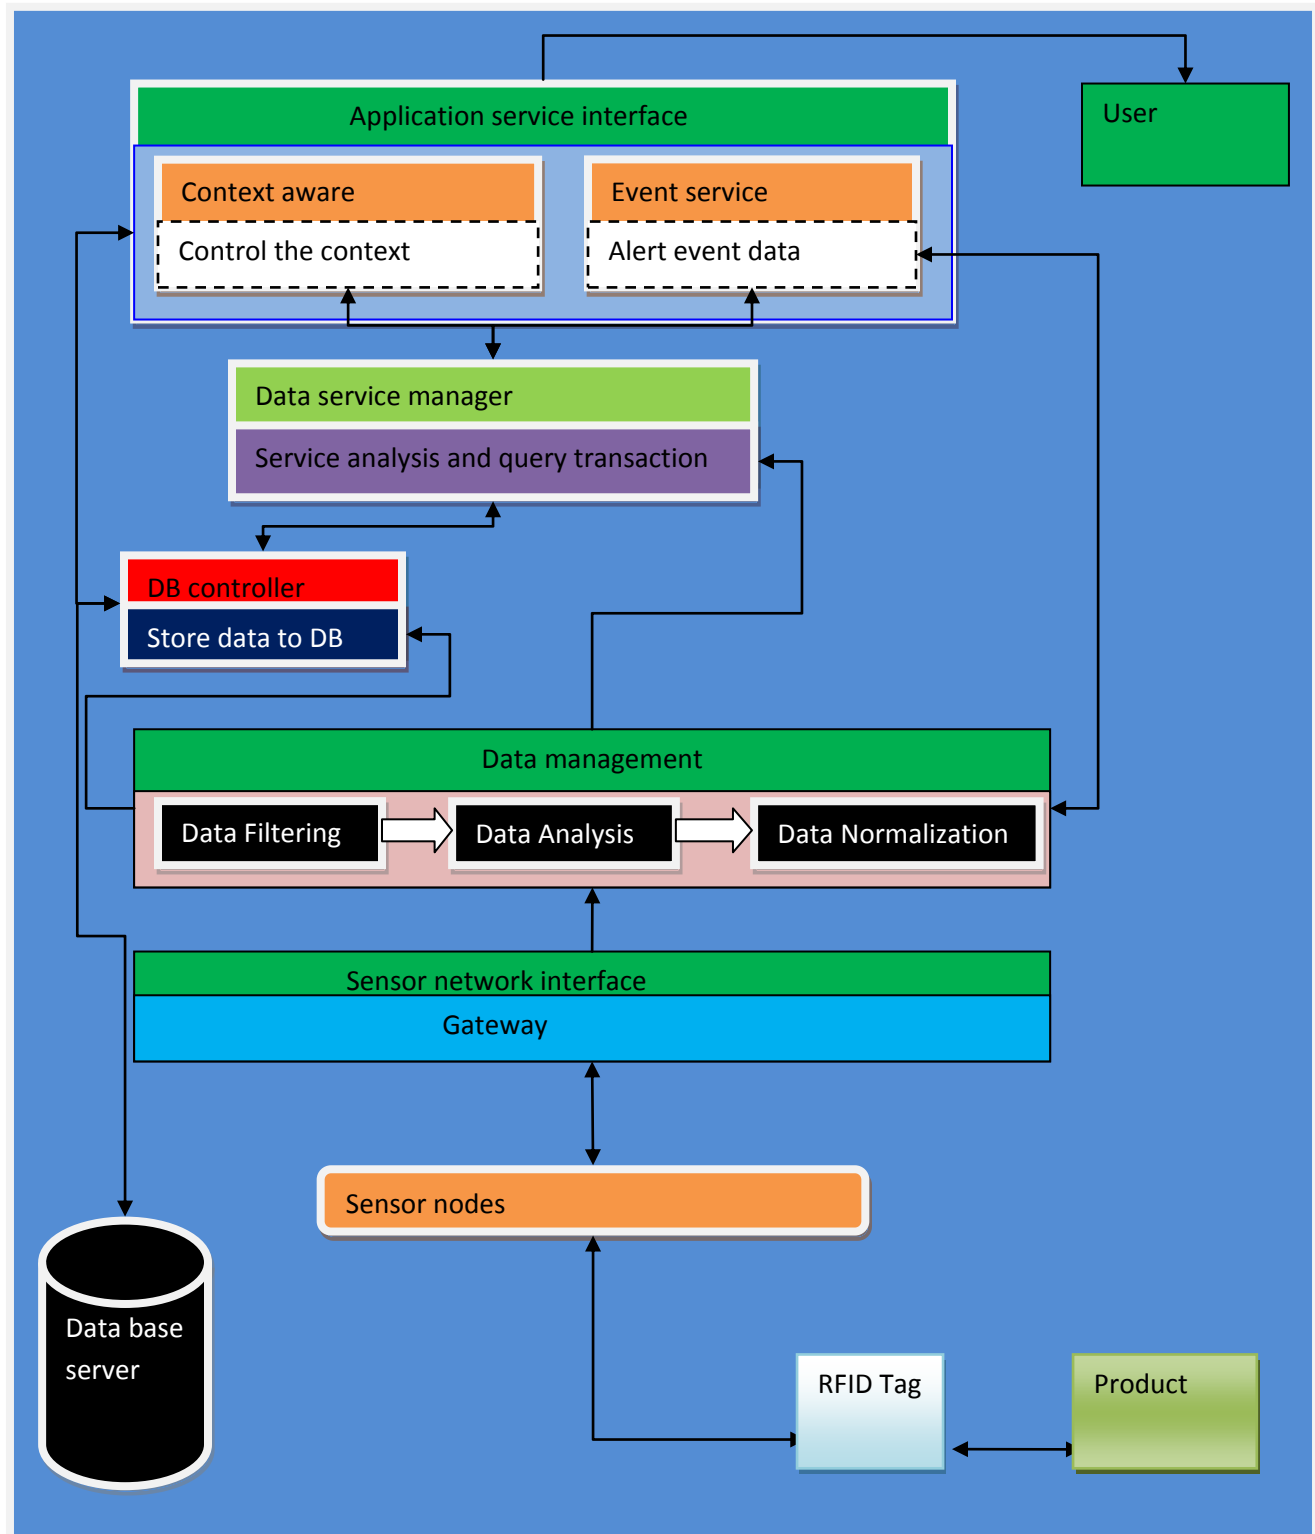 Application service interface
User
Context aware
Event service
Control the context
Alert event data
Data service manager
Service analysis and query transaction
DB controller
Store data to DB
Data management
Data Filtering
Data Analysis
Data Normalization
Sensor network interface
Gateway
Sensor nodes
Data base
server
RFID Tag
Product